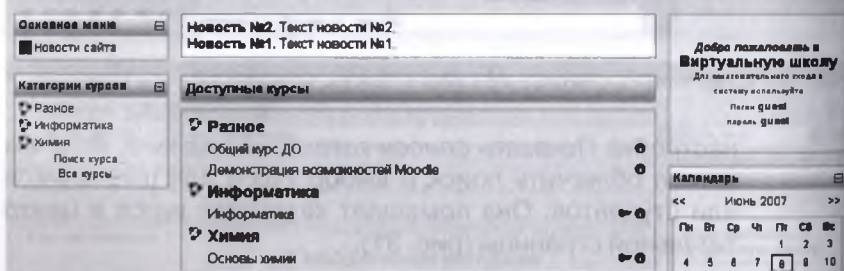 Основное меню
Новости сайта
Категории курсов
Разное
Информатика
Химия
Поиск курса
Все курсы
Новость №2. Текст новости №2.
Новость №1. Текст новости №1.
Доступные курсы
Разное
Общий курс ДО
Демонстрация возможностей Moodle
Информатика
Информатика
Химия
Основы химии
Добро пожаловать в
Виртуальную школу
Для ознакомительного входа в
систему используйте
Логин guest
пароль guest
Календарь
<< Июнь 2007 >>
Пн Вт Ср Чт Пт Сб Вс
1 2 3
4 5 6 7 8 9 10